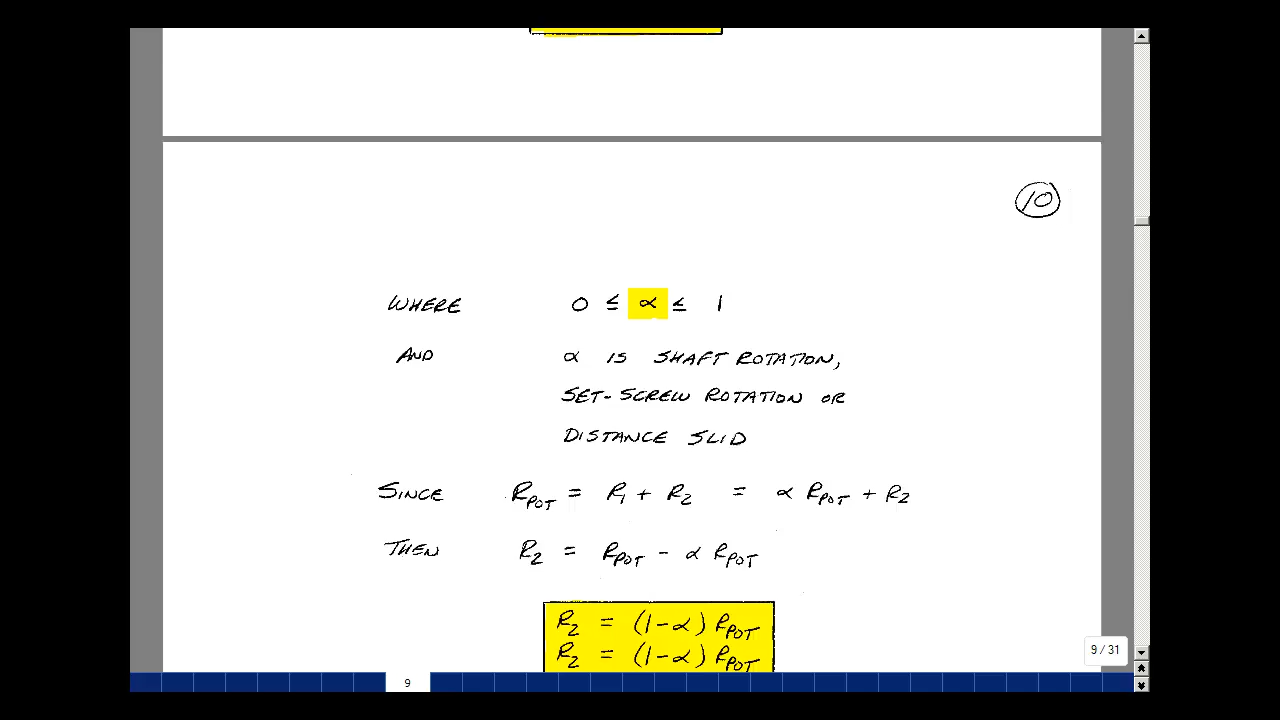 10
WHERE 0 ≤ α ≤ 1
AND α IS SHAFT ROTATION,
SET-SCREW ROTATION OR
DISTANCE SLID
SINCE R_POT = R_1 + R_2 = α R_POT + R_2
THEN R_2 = R_POT - α R_POT
R_2 = (1-α) R_POT
R_2 = (1-α) R_POT
9 / 31
9